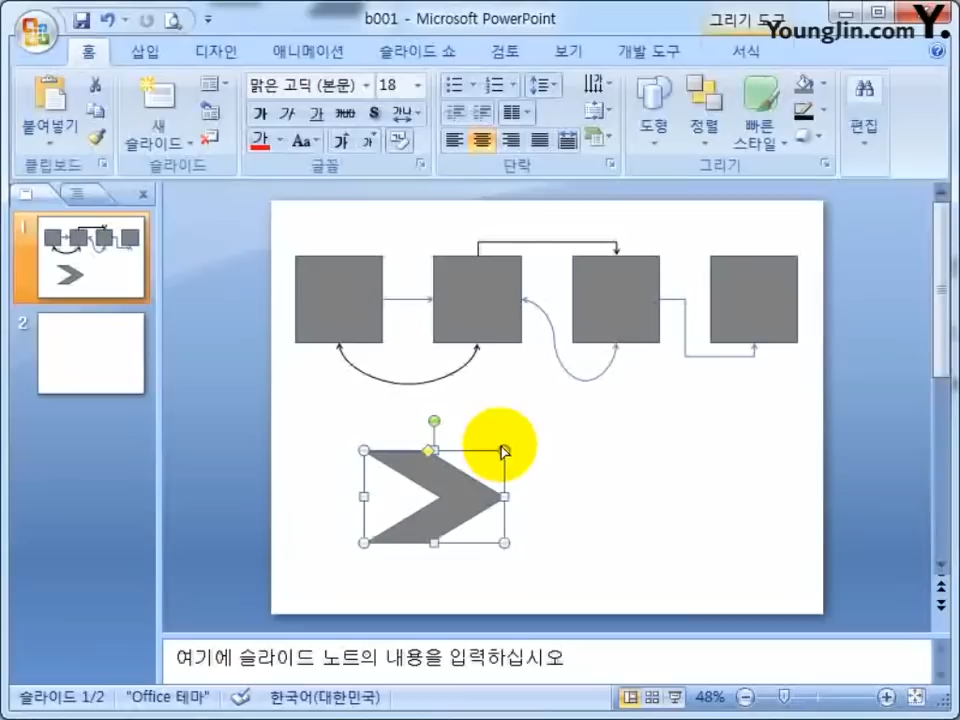 b001 - Microsoft PowerPoint
그리기 도구
YoungJin.com Y.
홈 삽입 디자인 애니메이션 슬라이드 쇼 검토 보기 개발 도구 서식
맑은 고딕 (본문) 18
붙여넣기
새
슬라이드
가 가 가 가나
가 Aa 가 가
도형 정렬 빠른
스타일
편집
클립보드 슬라이드 글꼴 단락 그리기
1
2
여기에 슬라이드 노트의 내용을 입력하십시오
슬라이드 1/2 "Office 테마" 한국어(대한민국) 48%